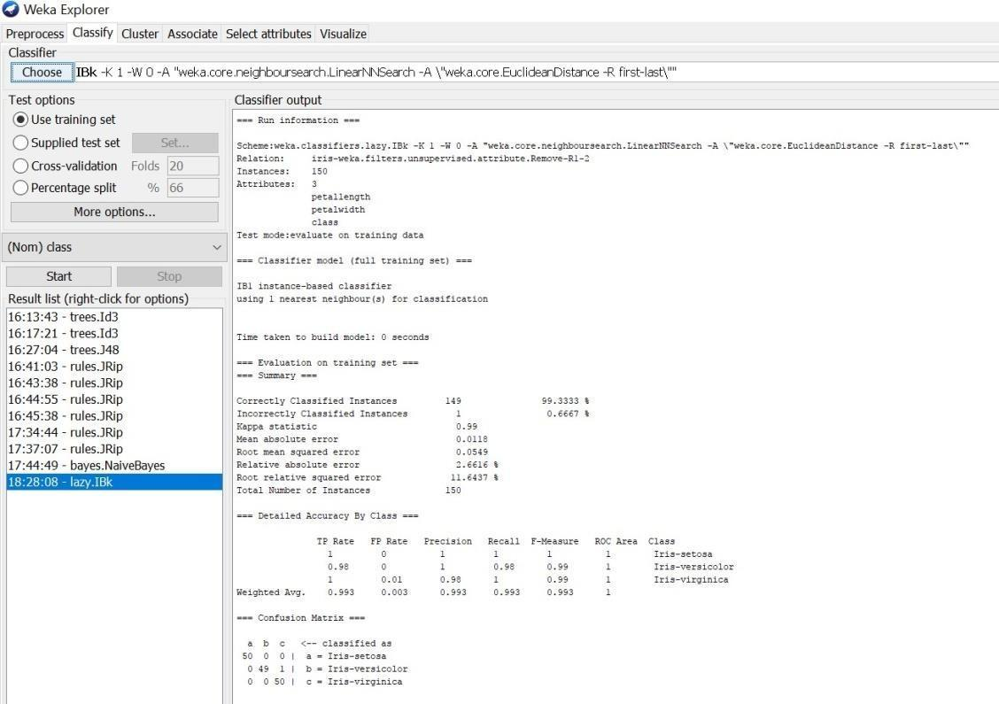 Weka Explorer
Preprocess Classify Cluster Associate Select attributes Visualize
Classifier
Choose IBk -K 1 -W 0 -A "weka.core.neighboursearch.LinearNNSearch -A \"weka.core.EuclideanDistance -R first-last\""
Test options
Use training set
Supplied test set Set...
Cross-validation Folds 20
Percentage split % 66
More options...
(Nom) class
Start Stop
Result list (right-click for options)
16:13:43 - trees.Id3
16:17:21 - trees.Id3
16:27:04 - trees.J48
16:41:03 - rules.JRip
16:43:38 - rules.JRip
16:44:55 - rules.JRip
16:45:38 - rules.JRip
17:34:44 - rules.JRip
17:37:07 - rules.JRip
17:44:49 - bayes.NaiveBayes
18:28:08 - lazy.IBk
Classifier output
=== Run information ===
Scheme:weka.classifiers.lazy.IBk -K 1 -W 0 -A "weka.core.neighboursearch.LinearNNSearch -A \"weka.core.EuclideanDistance -R first-last\""
Relation: iris-weka.filters.unsupervised.attribute.Remove-R1-2
Instances: 150
Attributes: 3
petallength
petalwidth
class
Test mode:evaluate on training data
=== Classifier model (full training set) ===
IB1 instance-based classifier
using 1 nearest neighbour(s) for classification
Time taken to build model: 0 seconds
=== Evaluation on training set ===
=== Summary ===
Correctly Classified Instances 149 99.3333 %
Incorrectly Classified Instances 1 0.6667 %
Kappa statistic 0.99
Mean absolute error 0.0118
Root mean squared error 0.0549
Relative absolute error 2.6616 %
Root relative squared error 11.6437 %
Total Number of Instances 150
=== Detailed Accuracy By Class ===
TP Rate FP Rate Precision Recall F-Measure ROC Area Class
1 0 1 1 1 1 Iris-setosa
0.98 0 1 0.98 0.99 1 Iris-versicolor
1 0.01 0.98 1 0.99 1 Iris-virginica
Weighted Avg. 0.993 0.003 0.993 0.993 0.993 1
=== Confusion Matrix ===
a b c <-- classified as
50 0 0 | a = Iris-setosa
0 49 1 | b = Iris-versicolor
0 0 50 | c = Iris-virginica